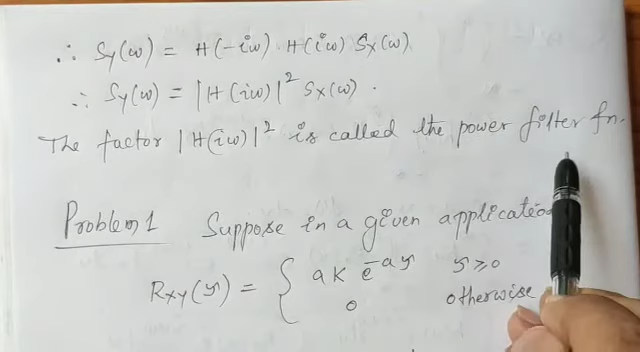 ∴ Sy(ω) = H(-iω). H(iω) Sx(ω)
∴ Sy(ω) = |H(iω)|² Sx(ω).
The factor |H(iω)|² is called the power filter fn.
Problem 1 Suppose in a given
Rxy(τ) = { aK e^-aτ τ ≥ 0
0 otherwise